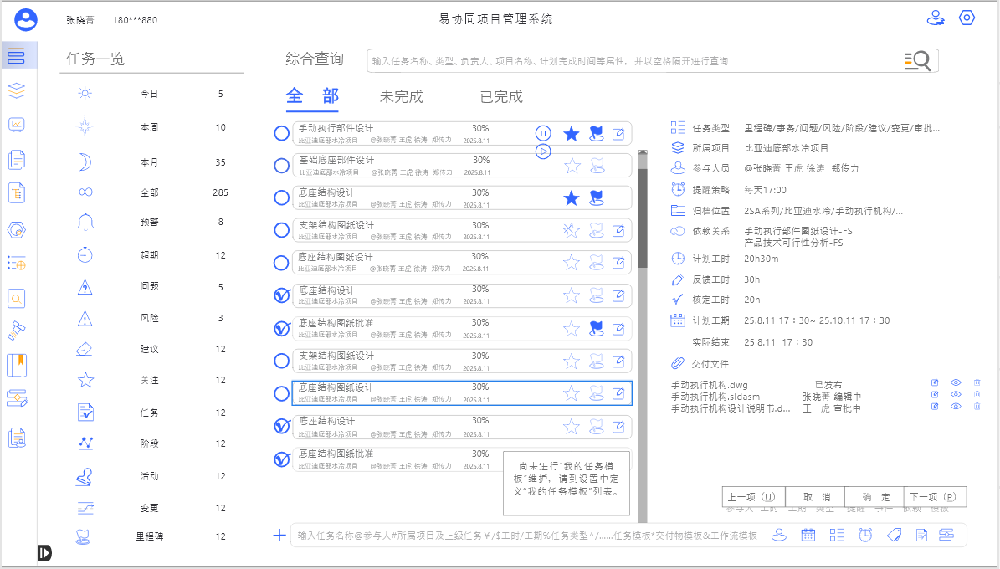 张晓菁 180***880
易协同项目管理系统
任务一览
今日 5
本周 10
本月 35
全部 285
预警 8
超期 12
问题 5
风险 3
建议 12
关注 12
任务 12
阶段 12
活动 12
变更 12
里程碑 12
综合查询
输入任务名称、类型、负责人、项目名称、计划完成时间等属性，并以空格隔开进行查询
全 部 未完成 已完成
手动执行部件设计 30%
比亚迪底部水冷项目 @张晓菁 王虎 徐涛 郑传力 2025.8.11
基础底座部件设计 30%
比亚迪底部水冷项目 @张晓菁 王虎 徐涛 郑传力 2025.8.11
底座结构设计 30%
比亚迪底部水冷项目 @张晓菁 王虎 徐涛 郑传力 2025.8.11
支架结构图纸设计 30%
比亚迪底部水冷项目 @张晓菁 王虎 徐涛 郑传力 2025.8.11
底座结构图纸设计 30%
比亚迪底部水冷项目 @张晓菁 王虎 徐涛 郑传力 2025.8.11
底座结构设计 30%
比亚迪底部水冷项目 @张晓菁 王虎 徐涛 郑传力 2025.8.11
底座结构图纸批准 30%
比亚迪底部水冷项目 @张晓菁 王虎 徐涛 郑传力 2025.8.11
支架结构图纸设计 30%
比亚迪底部水冷项目 @张晓菁 王虎 徐涛 郑传力 2025.8.11
底座结构图纸设计 30%
比亚迪底部水冷项目 @张晓菁 王虎 徐涛 郑传力 2025.8.11
底座结构设计 30%
比亚迪底部水冷项目 @张晓菁 王虎 徐涛 郑传力 2025.8.11
底座结构图纸批准 30%
比亚迪底部水冷项目 @张晓菁 王虎 徐涛 郑传力 2025.8.11
尚未进行“我的任务模
板”维护，请到设置中定
义“我的任务模板”列表。
输入任务名称@参与人#所属项目及上级任务￥/$工时/工期%任务类型^/……任务模板*交付物模板&工作流模板
任务类型 里程碑/事务/问题/风险/阶段/建议/变更/审批...
所属项目 比亚迪底部水冷项目
参与人员 @张晓菁 王虎 徐涛 郑传力
提醒策略 每天17:00
归档位置 2SA系列/比亚迪水冷/手动执行机构/...
依赖关系 手动执行部件图纸设计-FS
产品技术可行性分析-FS
计划工时 20h30m
反馈工时 30h
核定工时 20h
计划工期 25.8.11 17：30~ 25.10.11 17：30
实际结束 25.8.11 17：30
交付文件
手动执行机构.dwg 已发布
手动执行机构.sldasm 张晓菁 编辑中
手动执行机构设计说明书.d... 王 虎 审批中
上一项（U） 取 消 确 定 下一项（P）
参与人 工时 工期 类型 提醒 事件 依赖 模板